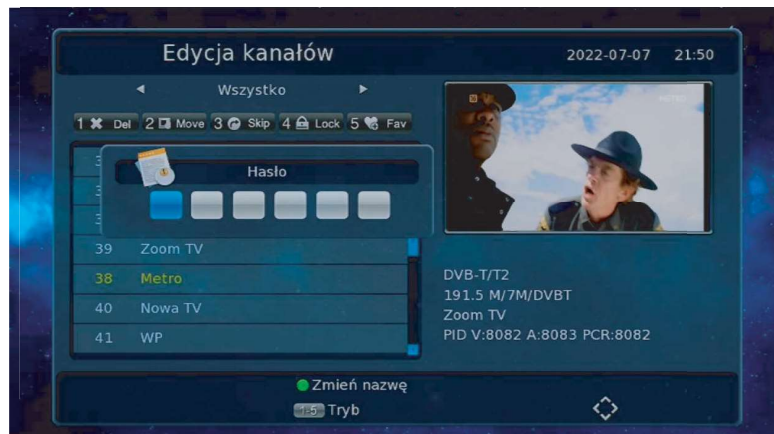 Edycja kanałów
2022-07-07 21:50
Wszystko
1 Del 2 Move 3 Skip 4 Lock 5 Fav
Hasło
39 Zoom TV
38 Metro
40 Nowa TV
41 WP
DVB-T/T2
191.5 M/7M/DVBT
Zoom TV
PID V:8082 A:8083 PCR:8082
Zmień nazwę
1-5 Tryb